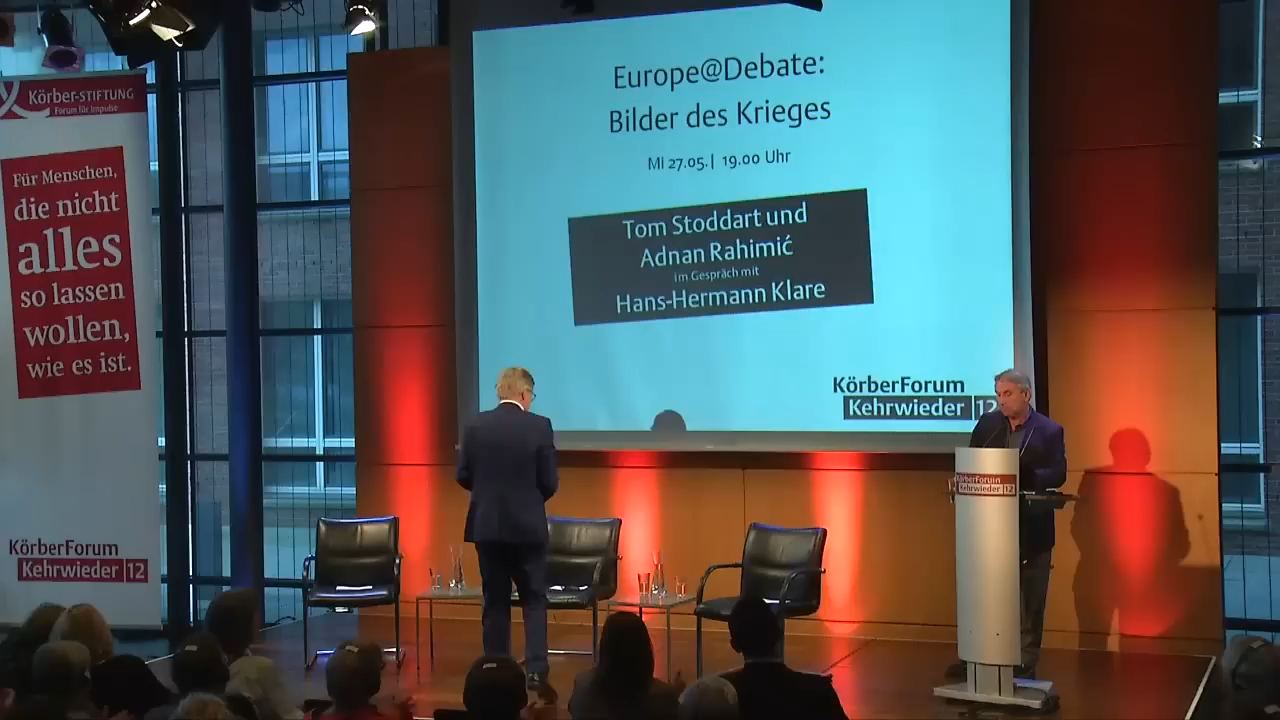 Körber-STIFTUNG
Forum für Impulse
Für Menschen,
die nicht
alles
so lassen
wollen,
wie es ist.
KörberForum
Kehrwieder 12
Europe@Debate:
Bilder des Krieges
MI 27.05.| 19.00 Uhr
Tom Stoddart und
Adnan Rahimić
im Gespräch mit
Hans-Hermann Klare
KörberForum
Kehrwieder 12
KörberForum
Kehrwieder 12